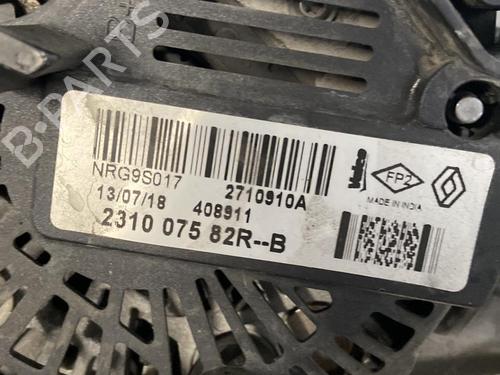 B-PARTS
NRG9S017
2710910A
13/07/18
408911
2310 075 82R--B
Valeo
FP2
MADE IN INDIA